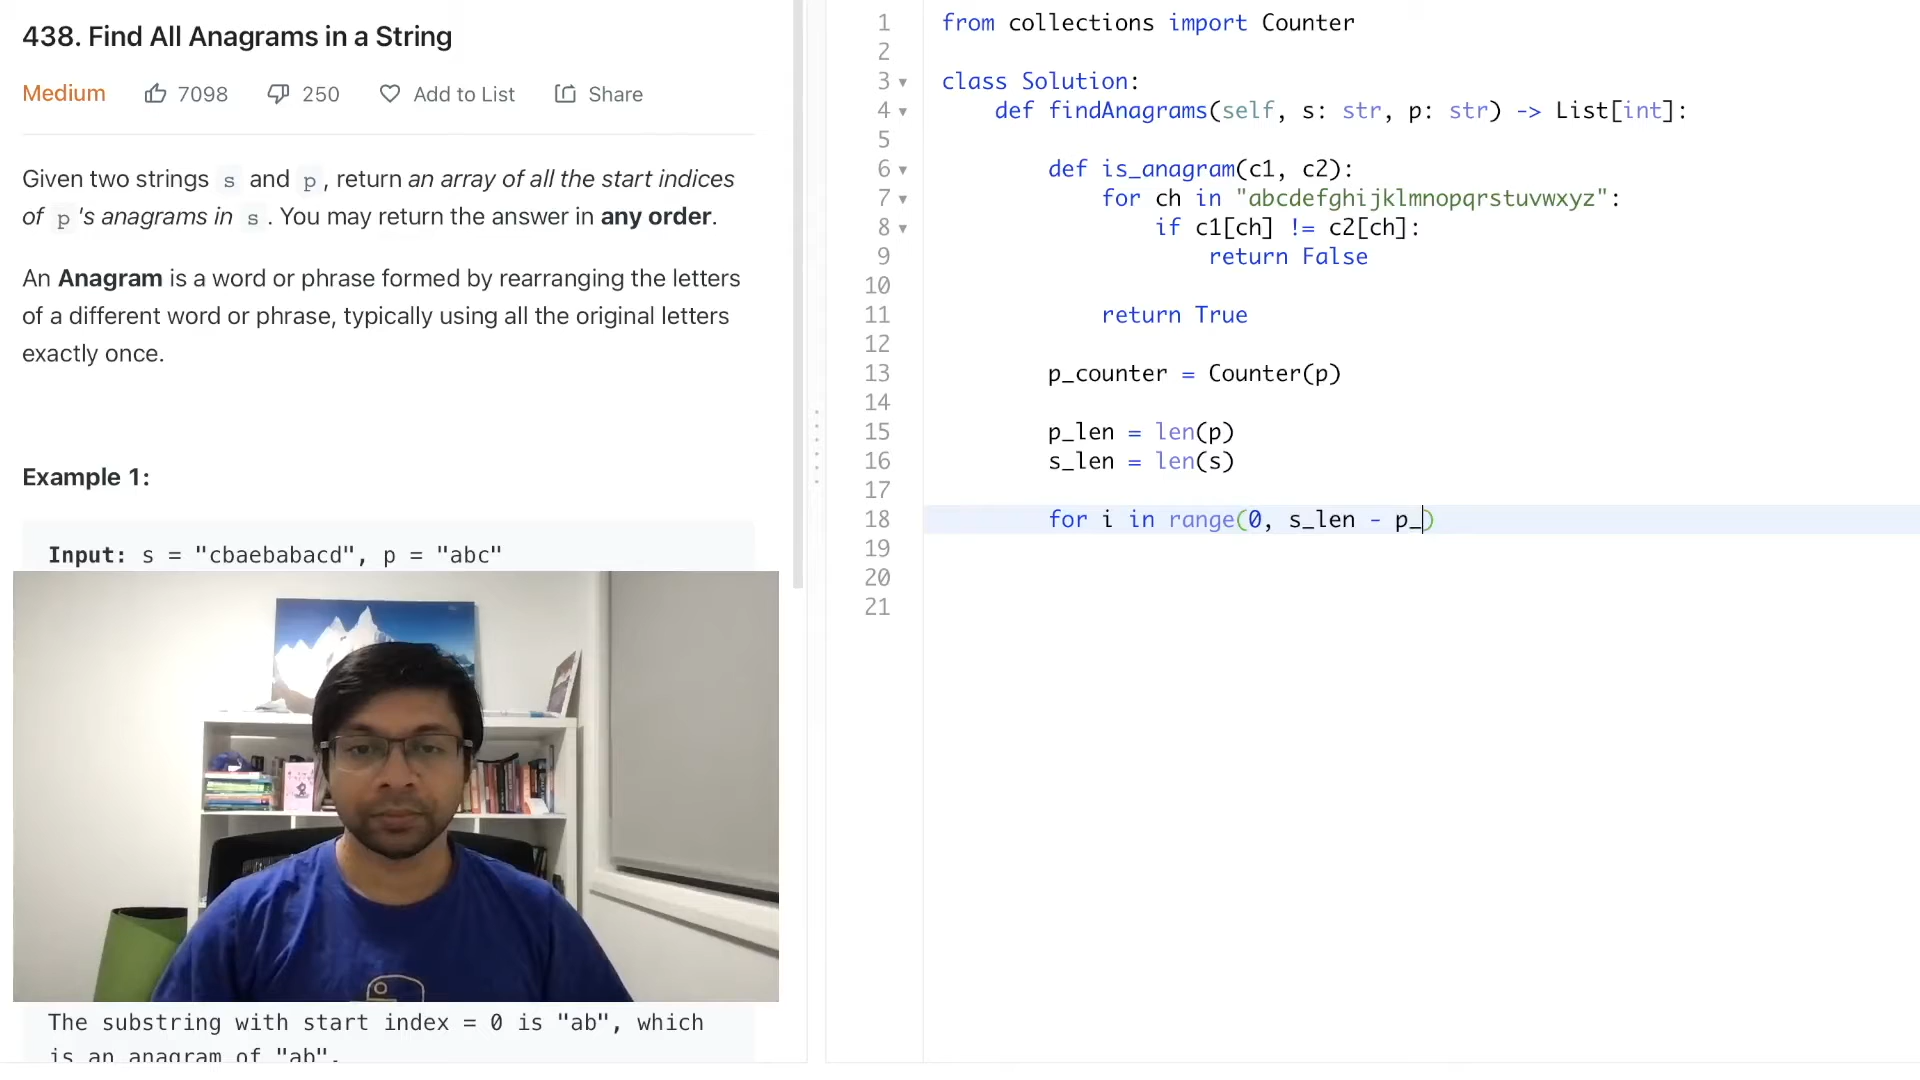 438. Find All Anagrams in a String
Medium 7098 250 Add to List Share
Given two strings s and p, return an array of all the start indices
of p's anagrams in s. You may return the answer in any order.
An Anagram is a word or phrase formed by rearranging the letters
of a different word or phrase, typically using all the original letters
exactly once.
Example 1:
Input: s = "cbaebabacd", p = "abc"
The substring with start index = 0 is "ab", which
is an anagram of "ab".
1 from collections import Counter
2
3 class Solution:
4 def findAnagrams(self, s: str, p: str) -> List[int]:
5
6 def is_anagram(c1, c2):
7 for ch in "abcdefghijklmnopqrstuvwxyz":
8 if c1[ch] != c2[ch]:
9 return False
10
11 return True
12
13 p_counter = Counter(p)
14
15 p_len = len(p)
16 s_len = len(s)
17
18 for i in range(0, s_len - p_)
19
20
21